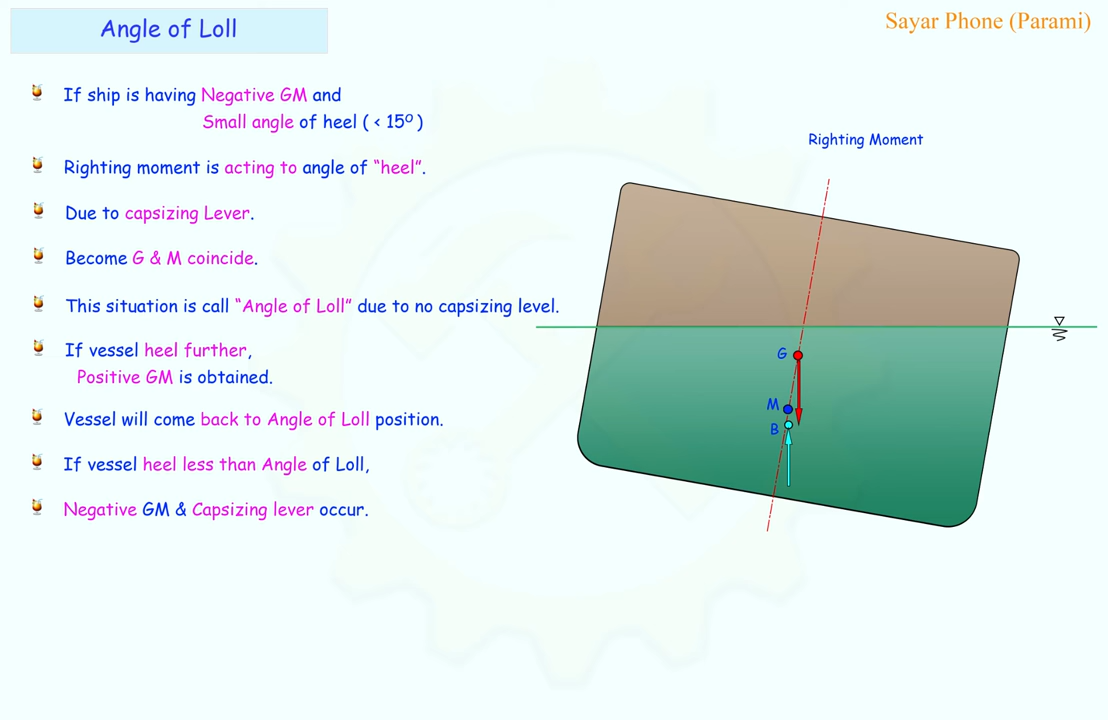 Angle of Loll
Sayar Phone (Parami)
If ship is having Negative GM and
Small angle of heel ( < 15º )
Righting moment is acting to angle of “heel”.
Due to capsizing Lever.
Become G & M coincide.
This situation is call “Angle of Loll” due to no capsizing level.
If vessel heel further,
Positive GM is obtained.
Vessel will come back to Angle of Loll position.
If vessel heel less than Angle of Loll,
Negative GM & Capsizing lever occur.
Righting Moment
G
M
B